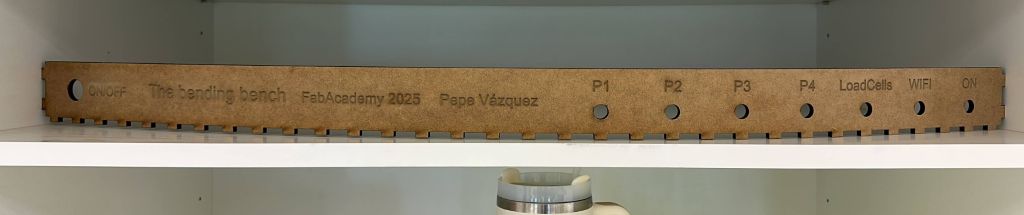 ON/OFF The bending bench FabAcademy 2025 Pepe Vázquez P1 P2 P3 P4 LoadCells WIFI ON